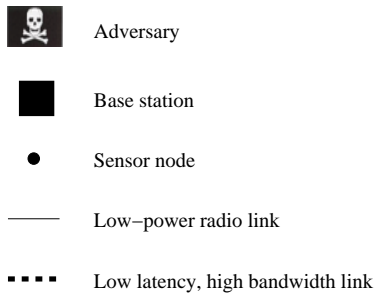 Adversary
Base station
Sensor node
Low−power radio link
Low latency, high bandwidth link